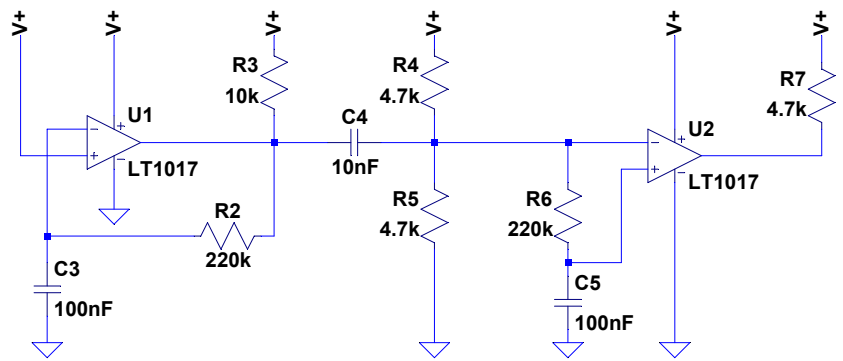 V+
V+
V+
V+
V+
V+
R3
10k
R4
4.7k
R7
4.7k
U1
LT1017
C4
10nF
U2
LT1017
R2
220k
R5
4.7k
R6
220k
C3
100nF
C5
100nF